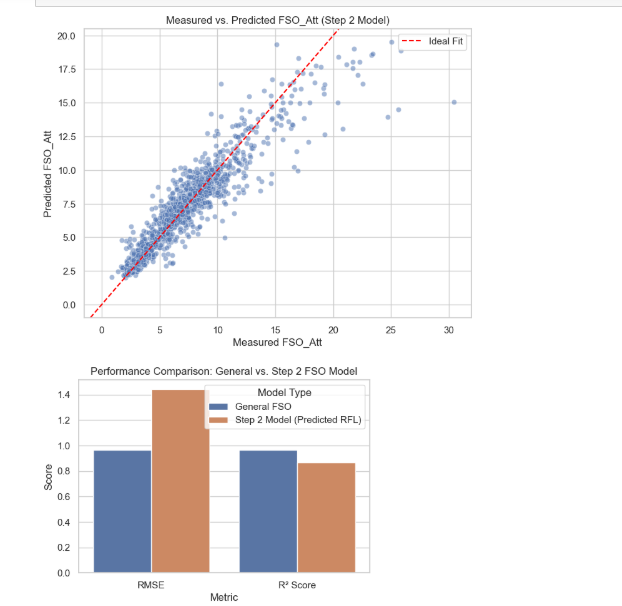 Measured vs. Predicted FSO_Att (Step 2 Model)
20.0
17.5
15.0
12.5
10.0
7.5
5.0
2.5
0.0
Predicted FSO_Att
Ideal Fit
0 5 10 15 20 25 30
Measured FSO_Att
Performance Comparison: General vs. Step 2 FSO Model
1.4
1.2
1.0
0.8
0.6
0.4
0.2
0.0
Score
Model Type
General FSO
Step 2 Model (Predicted RFL)
RMSE R² Score
Metric